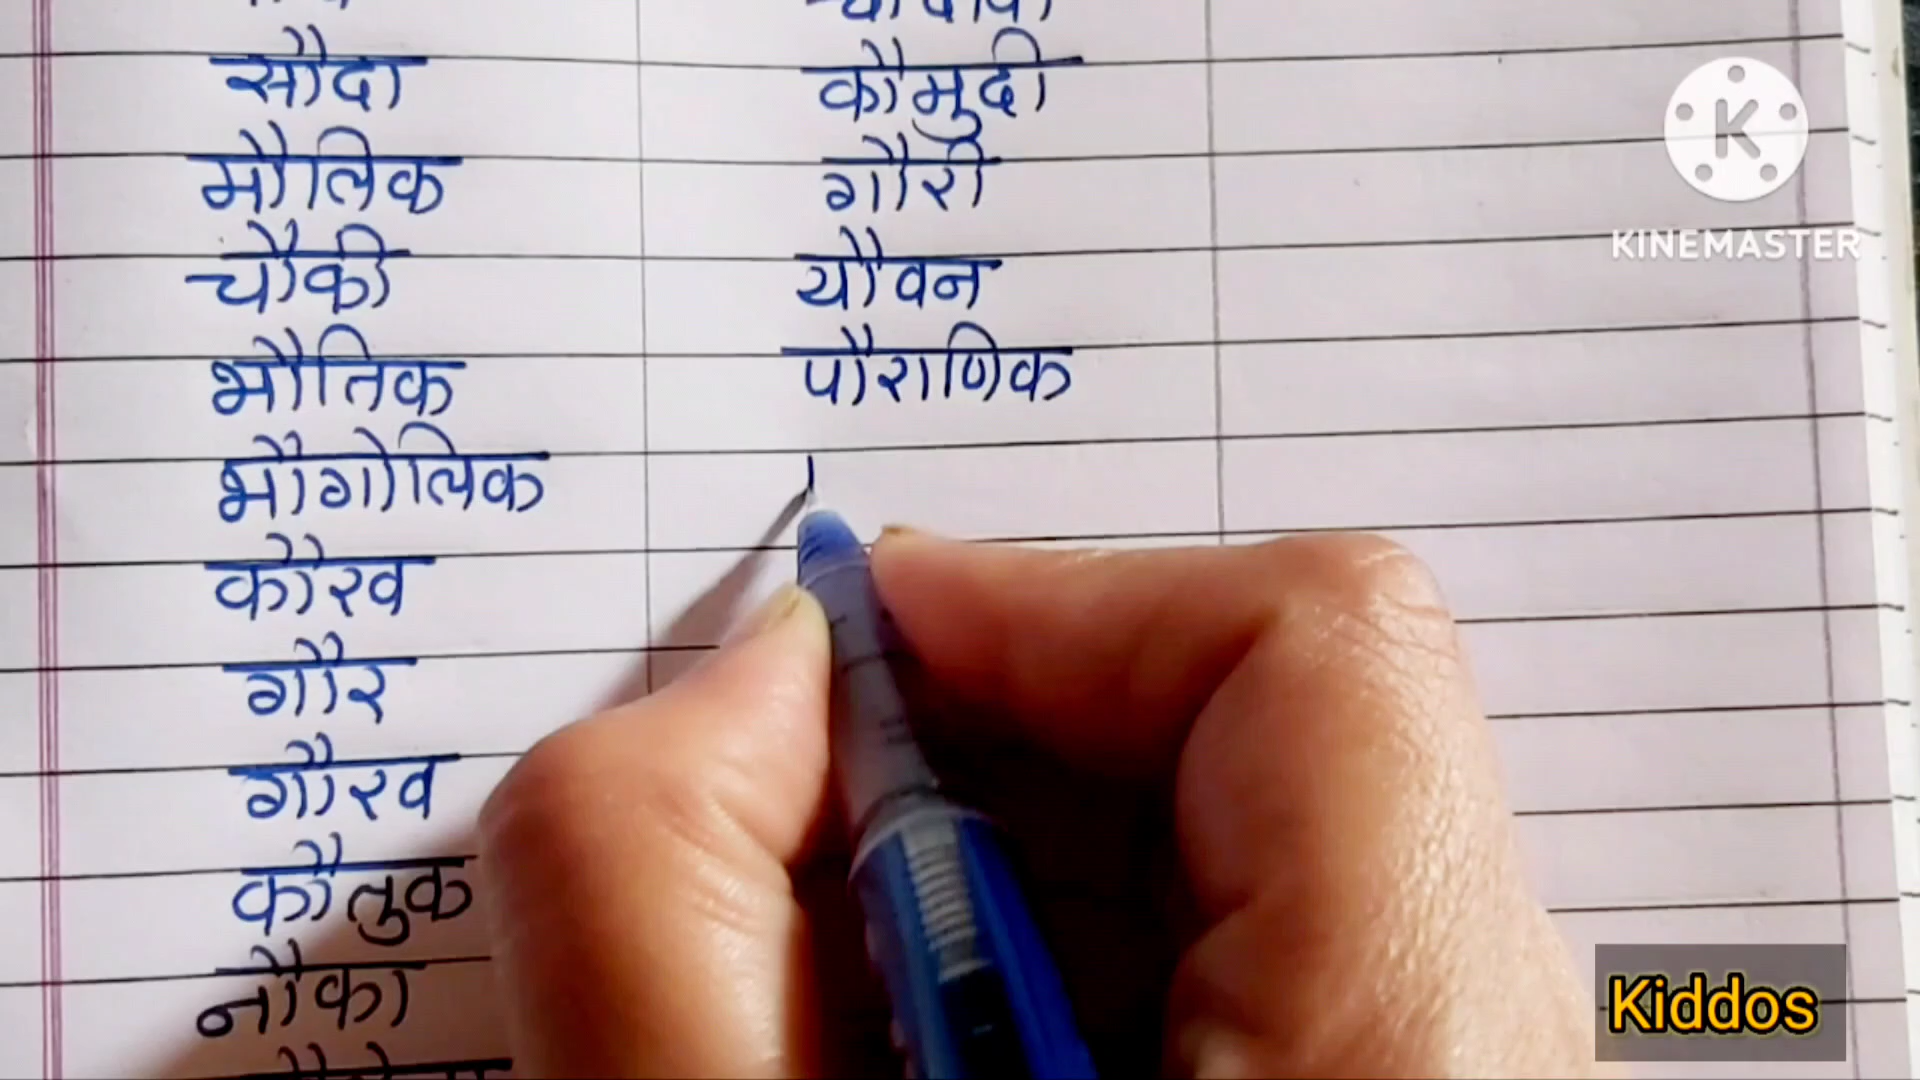 सौदा
मौलिक
चौकी
भौतिक
भौगोलिक
कौरव
गौर
गौरव
कौतुक
नौका
कौमुदी
गौरी
यौवन
पौराणिक
KINEMASTER
Kiddos